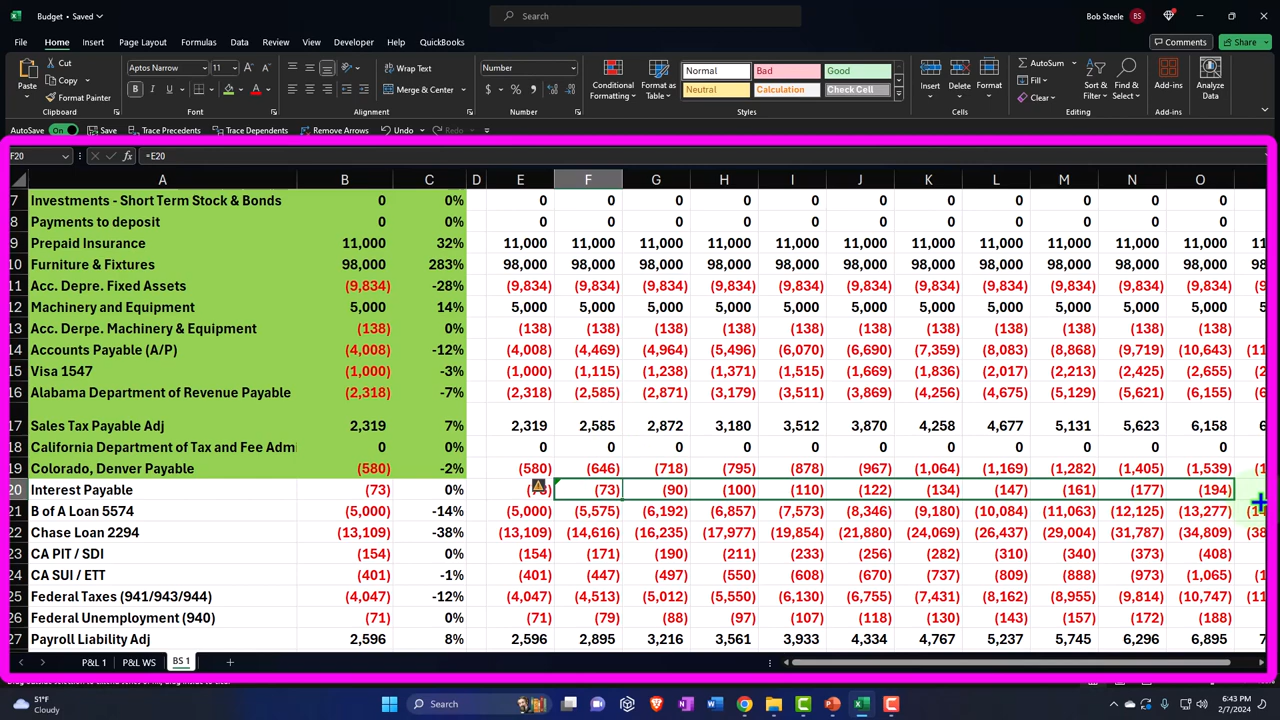 Budget • Saved
Search
Bob Steele BS
File Home Insert Page Layout Formulas Data Review View Developer Help QuickBooks Comments Share
Paste Cut Copy Format Painter Clipboard
Aptos Narrow 11 B I U Font
Wrap Text Merge & Center Alignment
Number $ % Number
Conditional Formatting Format as Table
Normal Bad Good
Neutral Calculation Check Cell
Styles
Insert Delete Format Cells
AutoSum Fill Clear Sort & Filter Find & Select Editing
Add-ins Add-ins
Analyze Data
AutoSave On Save Trace Precedents Trace Dependents Remove Arrows Undo Redo
F20 fx =E20
A B C D E F G H I J K L M N O
7 Investments - Short Term Stock & Bonds 0 0% 0 0 0 0 0 0 0 0 0 0 0
8 Payments to deposit 0 0% 0 0 0 0 0 0 0 0 0 0 0
9 Prepaid Insurance 11,000 32% 11,000 11,000 11,000 11,000 11,000 11,000 11,000 11,000 11,000 11,000 11,000
10 Furniture & Fixtures 98,000 283% 98,000 98,000 98,000 98,000 98,000 98,000 98,000 98,000 98,000 98,000 98,000
11 Acc. Depre. Fixed Assets (9,834) -28% (9,834) (9,834) (9,834) (9,834) (9,834) (9,834) (9,834) (9,834) (9,834) (9,834) (9,834)
12 Machinery and Equipment 5,000 14% 5,000 5,000 5,000 5,000 5,000 5,000 5,000 5,000 5,000 5,000 5,000
13 Acc. Derpe. Machinery & Equipment (138) 0% (138) (138) (138) (138) (138) (138) (138) (138) (138) (138) (138)
14 Accounts Payable (A/P) (4,008) -12% (4,008) (4,469) (4,964) (5,496) (6,070) (6,690) (7,359) (8,083) (8,868) (9,719) (10,643)
15 Visa 1547 (1,000) -3% (1,000) (1,115) (1,238) (1,371) (1,515) (1,669) (1,836) (2,017) (2,213) (2,425) (2,655)
16 Alabama Department of Revenue Payable (2,318) -7% (2,318) (2,585) (2,871) (3,179) (3,511) (3,869) (4,256) (4,675) (5,129) (5,621) (6,155)
17 Sales Tax Payable Adj 2,319 7% 2,319 2,585 2,872 3,180 3,512 3,870 4,258 4,677 5,131 5,623 6,158
18 California Department of Tax and Fee Admi 0 0% 0 0 0 0 0 0 0 0 0 0 0
19 Colorado, Denver Payable (580) -2% (580) (646) (718) (795) (878) (967) (1,064) (1,169) (1,282) (1,405) (1,539)
20 Interest Payable (73) 0% (73) (90) (100) (110) (122) (134) (147) (161) (177) (194)
21 B of A Loan 5574 (5,000) -14% (5,000) (5,575) (6,192) (6,857) (7,573) (8,346) (9,180) (10,084) (11,063) (12,125) (13,277)
22 Chase Loan 2294 (13,109) -38% (13,109) (14,616) (16,235) (17,977) (19,854) (21,880) (24,069) (26,437) (29,004) (31,787) (34,809)
23 CA PIT / SDI (154) 0% (154) (171) (190) (211) (233) (256) (282) (310) (340) (373) (408)
24 CA SUI / ETT (401) -1% (401) (447) (497) (550) (608) (670) (737) (809) (888) (973) (1,065)
25 Federal Taxes (941/943/944) (4,047) -12% (4,047) (4,513) (5,012) (5,550) (6,130) (6,755) (7,431) (8,162) (8,955) (9,814) (10,747)
26 Federal Unemployment (940) (71) 0% (71) (79) (88) (97) (107) (118) (130) (143) (157) (172) (188)
27 Payroll Liability Adj 2,596 8% 2,596 2,895 3,216 3,561 3,933 4,334 4,767 5,237 5,745 6,296 6,895
P&L 1 P&L WS BS 1
51°F
Cloudy
Search
6:43 PM
2/7/2024